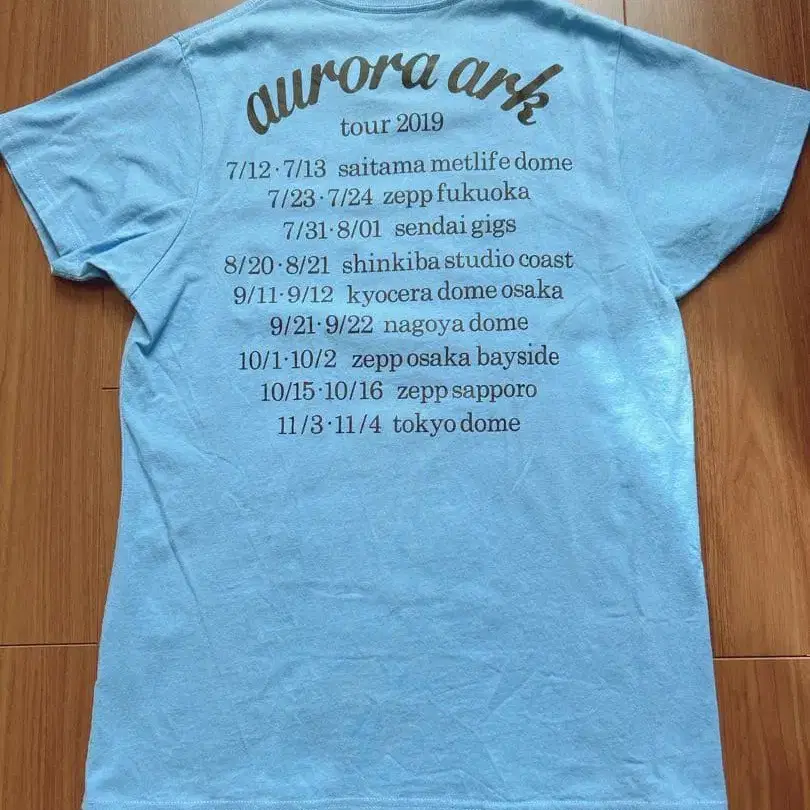 aurora ark
tour 2019
7/12·7/13 saitama metlife dome
7/23·7/24 zepp fukuoka
7/31·8/01 sendai gigs
8/20·8/21 shinkiba studio coast
9/11·9/12 kyocera dome osaka
9/21·9/22 nagoya dome
10/1·10/2 zepp osaka bayside
10/15·10/16 zepp sapporo
11/3·11/4 tokyo dome